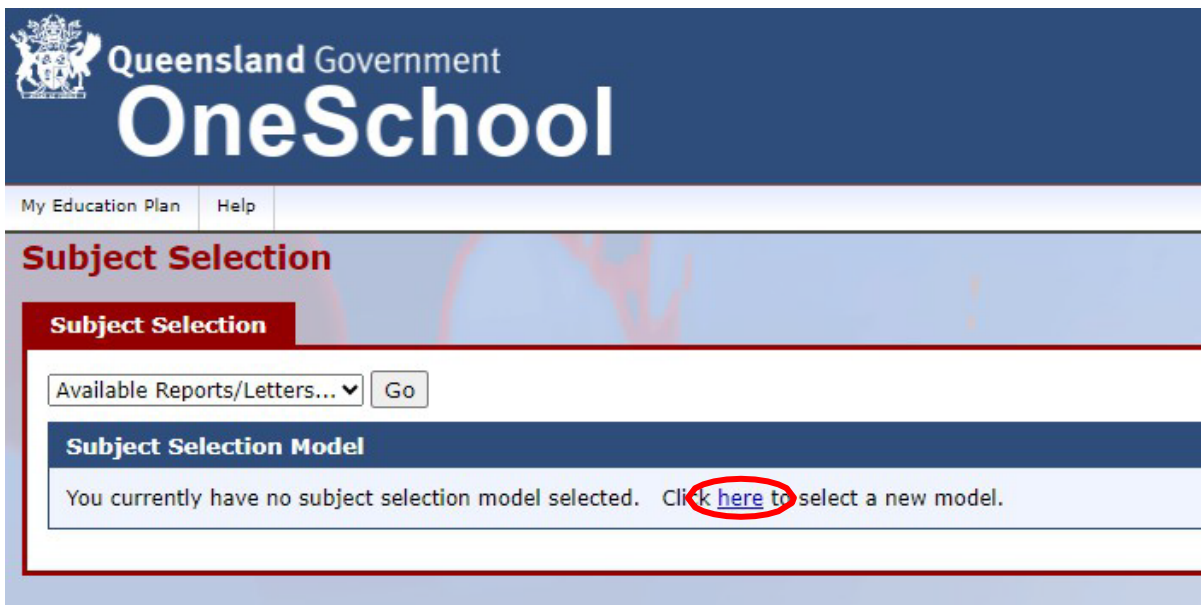 Queensland Government
OneSchool
My Education Plan Help
Subject Selection
Subject Selection
Available Reports/Letters... Go
Subject Selection Model
You currently have no subject selection model selected. Click here to select a new model.